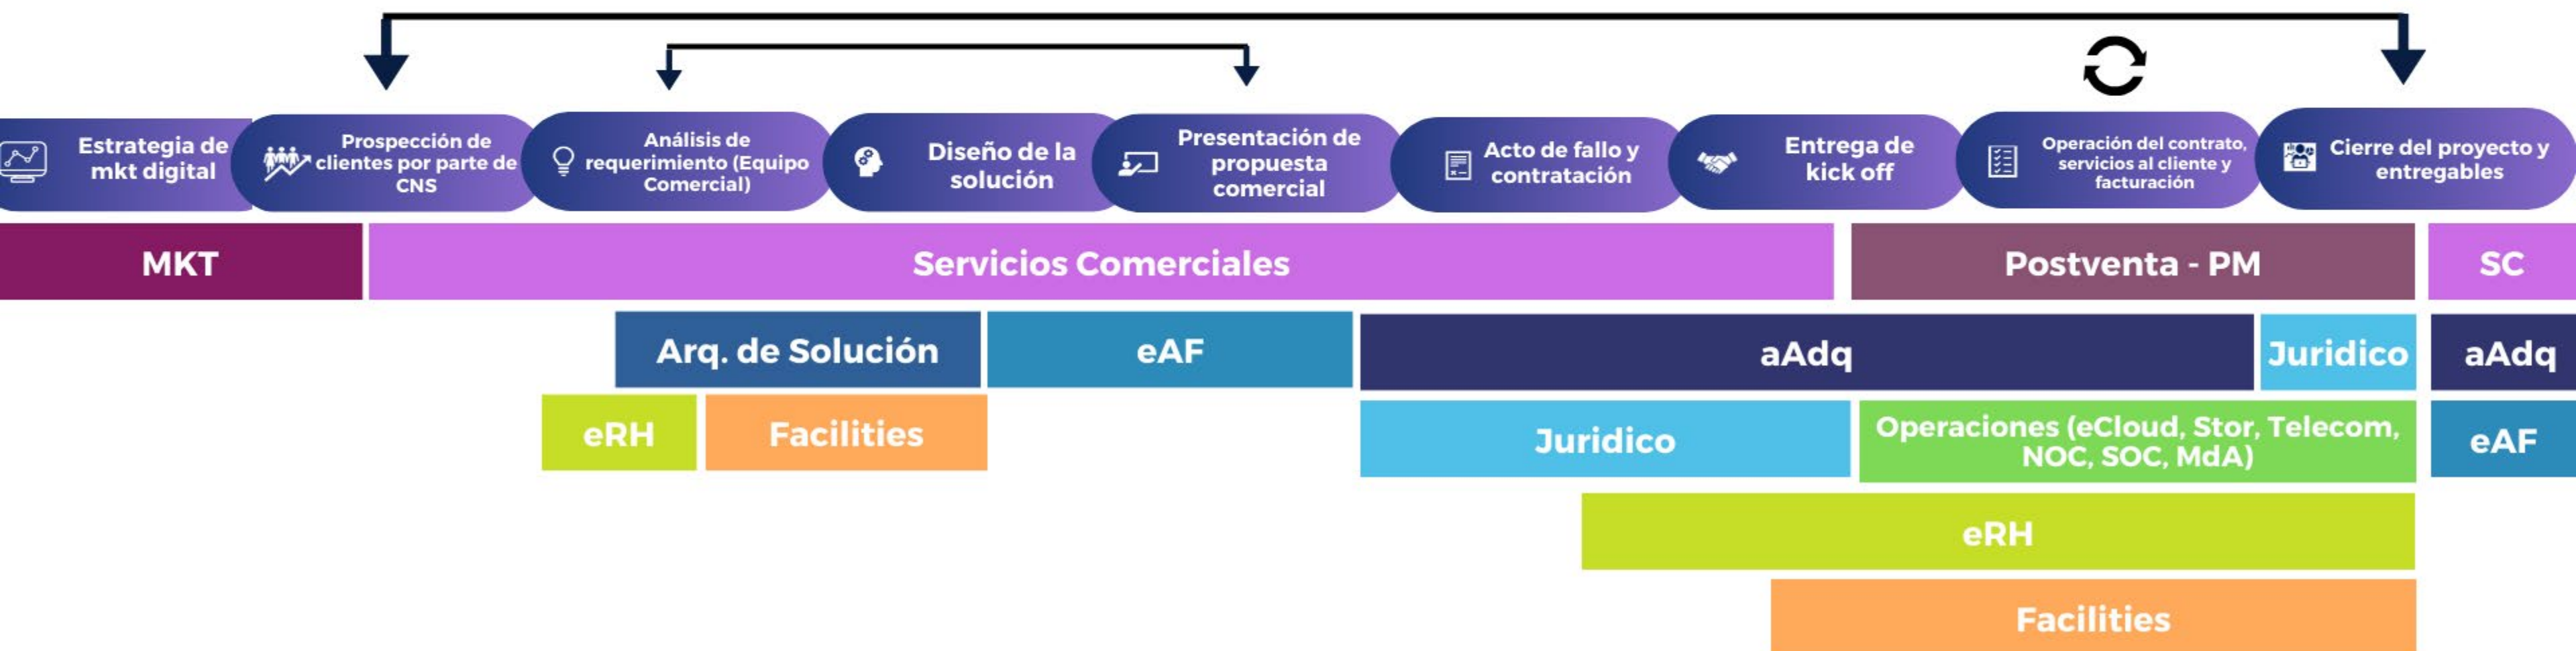 Estrategia de
mkt digital
Prospección de
clientes por parte de
CNS
Análisis de
requerimiento (Equipo
Comercial)
Diseño de la
solución
Presentación de
propuesta
comercial
Acto de fallo y
contratación
Entrega de
kick off
Operación del contrato,
servicios al cliente y
facturación
Cierre del proyecto y
entregables
MKT
Servicios Comerciales
Postventa - PM
SC
Arq. de Solución
eAF
aAdq
Juridico
aAdq
eRH
Facilities
Juridico
Operaciones (eCloud, Stor, Telecom,
NOC, SOC, MdA)
eAF
eRH
Facilities